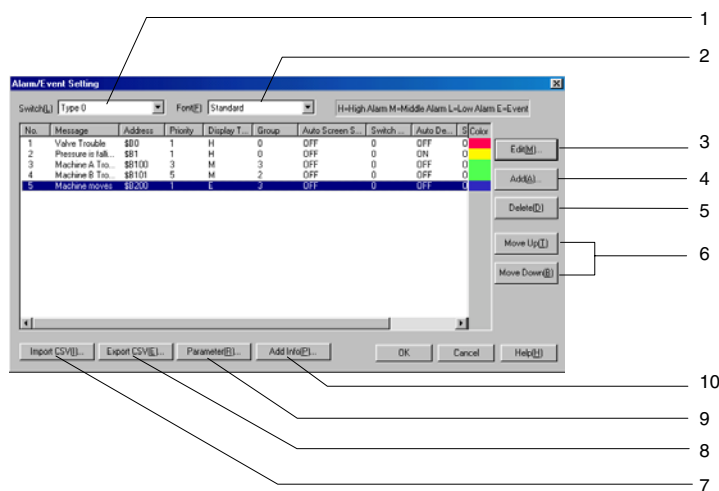 1
2
Alarm/Event Setting
Switch(L) Type 0 Font(F) Standard H=High Alarm M=Middle Alarm L=Low Alarm E=Event
No. Message Address Priority Display T... Group Auto Screen S... Switch ... Auto De... S Color
1 Valve Trouble $B0 1 H 0 OFF 0 OFF 0
2 Pressure is falli... $B1 1 H 0 OFF 0 ON 0
3 Machine A Tro... $B100 3 M 3 OFF 0 OFF 0
4 Machine B Tro... $B101 5 M 2 OFF 0 OFF 0
5 Machine moves $B200 1 E 3 OFF 0 OFF 0
Edit(M)... 3
Add(A)... 4
Delete(D) 5
Move Up(T)
6
Move Down(B)
Import CSV(I)... Export CSV(E)... Parameter(R)... Add Info(P)... OK Cancel Help(H)
10
9
8
7